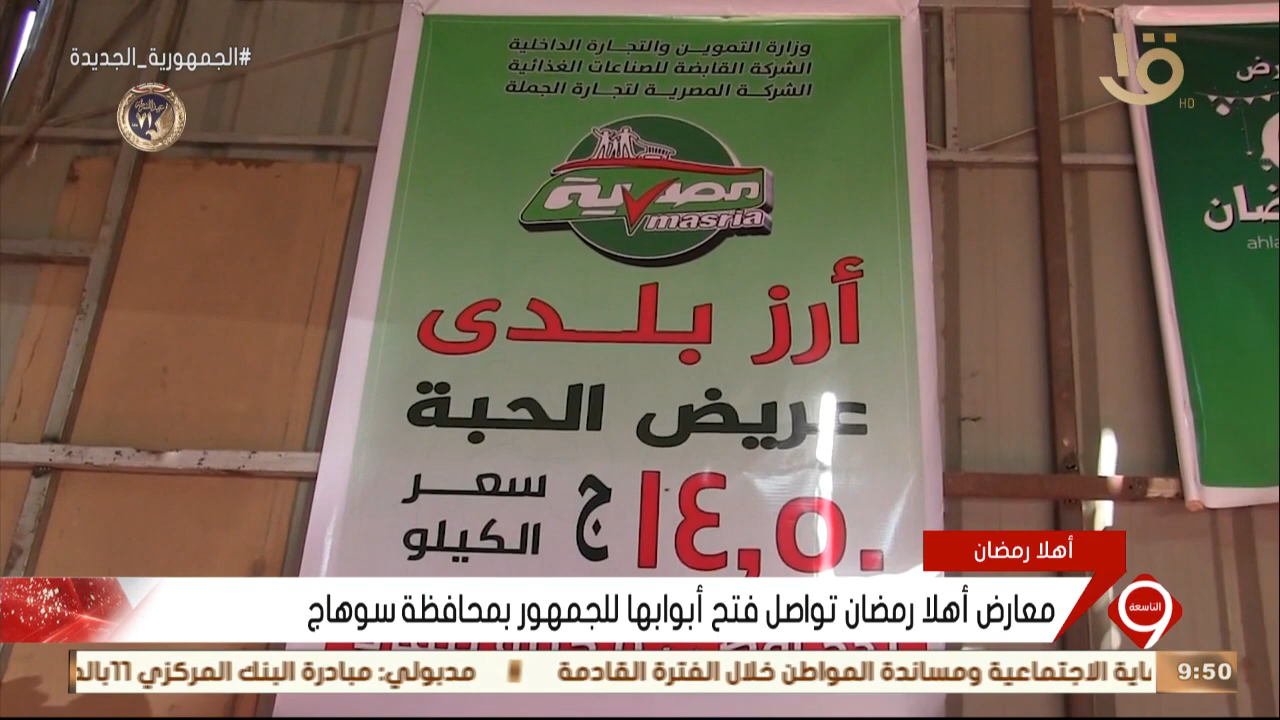 #الجمهورية_الجديدة
HD
وزارة التموين والتجارة الداخلية
الشركة القابضة للصناعات الغذائية
الشركة المصرية لتجارة الجملة
مصرية
masria
أرز بلدى
عريض الحبة
١٤,٥٠ ج سعر الكيلو
أهلا رمضان
معارض أهلا رمضان تواصل فتح أبوابها للجمهور بمحافظة سوهاج
التاسعة
9:50
ية الاجتماعية ومساندة المواطن خلال الفترة القادمة
مدبولي: مبادرة البنك المركزي